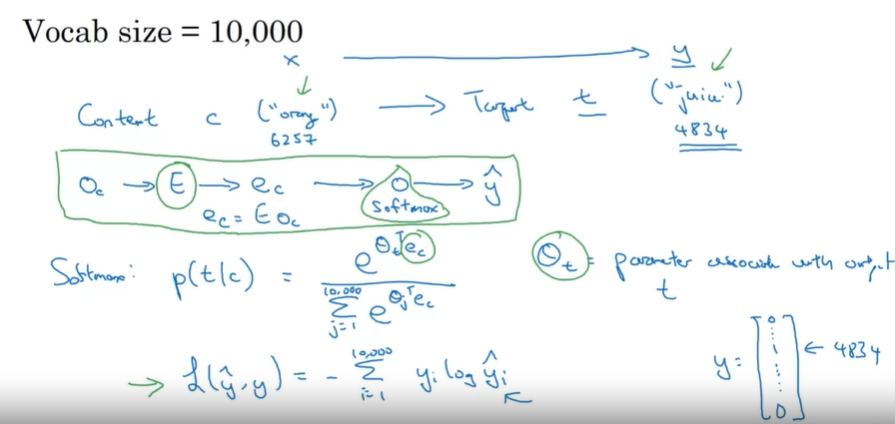 Vocab size = 10,000
x → y
Content c ("orang") → Target t ("juice")
6257 4834
O_c → E → e_c → O → ŷ
softmax
e_c = E O_c
Softmax: p(t|c) = e^{θ_t^T e_c} / Σ_{j=1}^{10,000} e^{θ_j^T e_c}
θ_t = parameter associated with output t
L(ŷ,y) = - Σ_{i=1}^{10,000} y_i log ŷ_i
y = [0 ⋮ 1 ⋮ 0] ← 4834